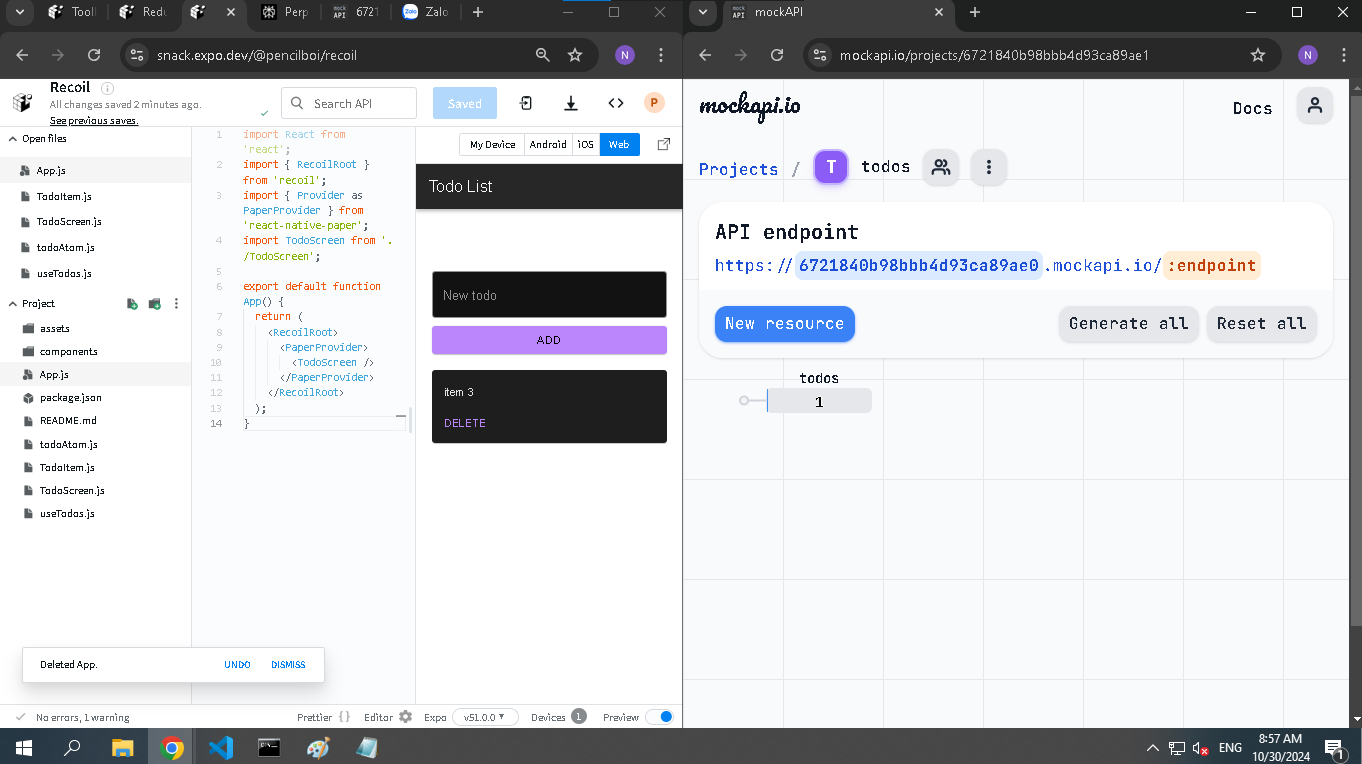 Tooll
Redu
Perp
mock API 6721
Zalo
snack.expo.dev/@pencilboi/recoil
N
Recoil
All changes saved 2 minutes ago.
See previous saves.
Search API
Saved
P
Open files
App.js
TodoItem.js
TodoScreen.js
todoAtom.js
useTodos.js
Project
assets
components
App.js
package.json
README.md
todoAtom.js
TodoItem.js
TodoScreen.js
useTodos.js
1 import React from
'react';
2 import { RecoilRoot }
from 'recoil';
3 import { Provider as
PaperProvider } from
'react-native-paper';
4 import TodoScreen from '.
/TodoScreen';
5
6 export default function
App() {
7 return (
8 <RecoilRoot>
9 <PaperProvider>
10 <TodoScreen />
11 </PaperProvider>
12 </RecoilRoot>
13 );
14 }
My Device Android iOS Web
Todo List
New todo
ADD
item 3
DELETE
Deleted App.
UNDO
DISMISS
No errors, 1 warning
Prettier {}
Editor
Expo
v51.0.0
Devices 1
Preview
mock API mockAPI
mockapi.io/projects/6721840b98bbb4d93ca89ae1
N
mockapi.io
Docs
Projects / T todos
API endpoint
https://6721840b98bbb4d93ca89ae0.mockapi.io/:endpoint
New resource
Generate all
Reset all
todos
1
ENG
8:57 AM
10/30/2024
1